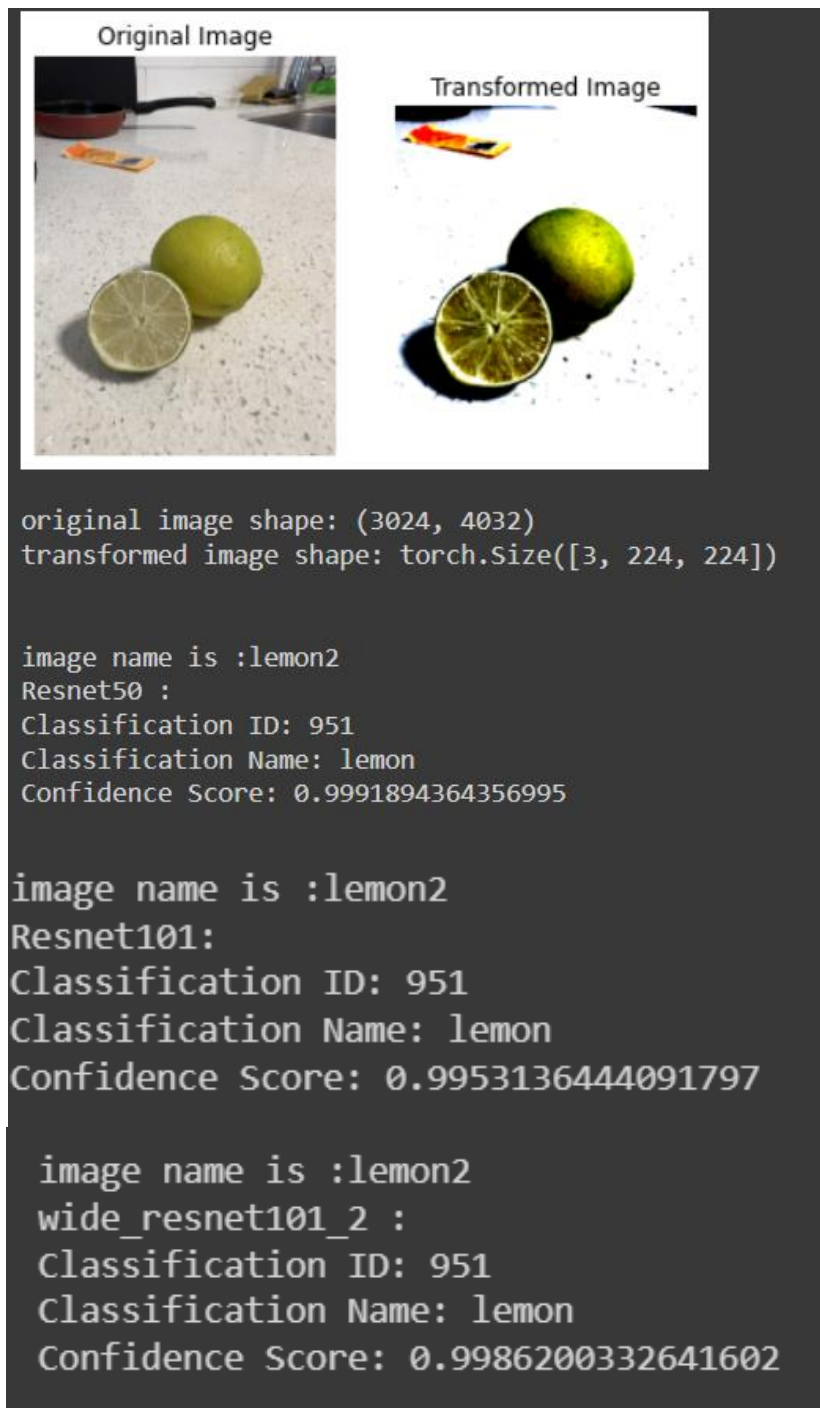 Original Image
Transformed Image
original image shape: (3024, 4032)
transformed image shape: torch.Size([3, 224, 224])
image name is :lemon2
Resnet50 :
Classification ID: 951
Classification Name: lemon
Confidence Score: 0.9991894364356995
image name is :lemon2
Resnet101:
Classification ID: 951
Classification Name: lemon
Confidence Score: 0.9953136444091797
image name is :lemon2
wide_resnet101_2 :
Classification ID: 951
Classification Name: lemon
Confidence Score: 0.9986200332641602